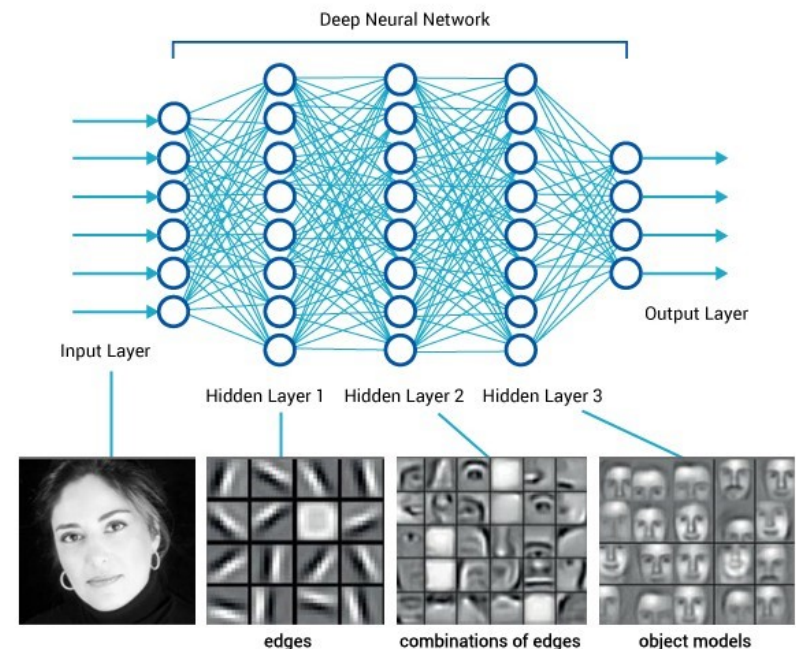 Deep Neural Network
Output Layer
Input Layer
Hidden Layer 1
Hidden Layer 2
Hidden Layer 3
edges
combinations of edges
object models